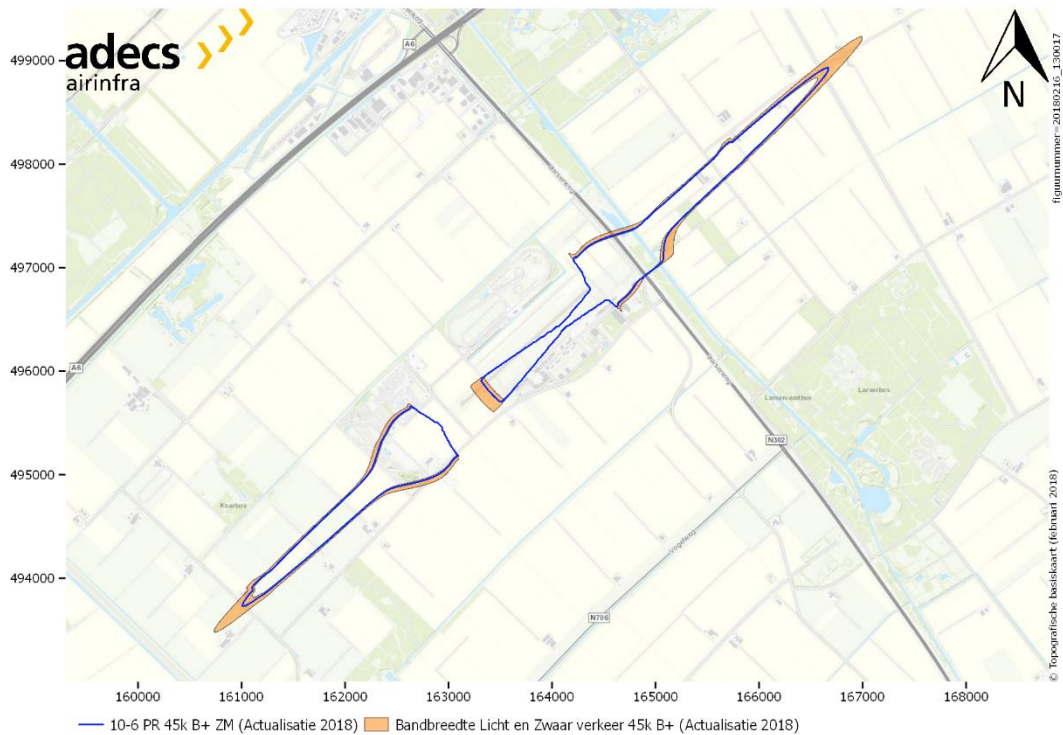 adecs
airinfra
A6
N
figuurnummer=20180216_130017
499000
498000
497000
496000
495000
494000
A6
Larserbos
N302
Vogelweg
N706
© Topografische basiskaart (februari 2018)
160000 161000 162000 163000 164000 165000 166000 167000 168000
10-6 PR 45k B+ ZM (Actualisatie 2018) Bandbreedte Licht en Zwaar verkeer 45k B+ (Actualisatie 2018)